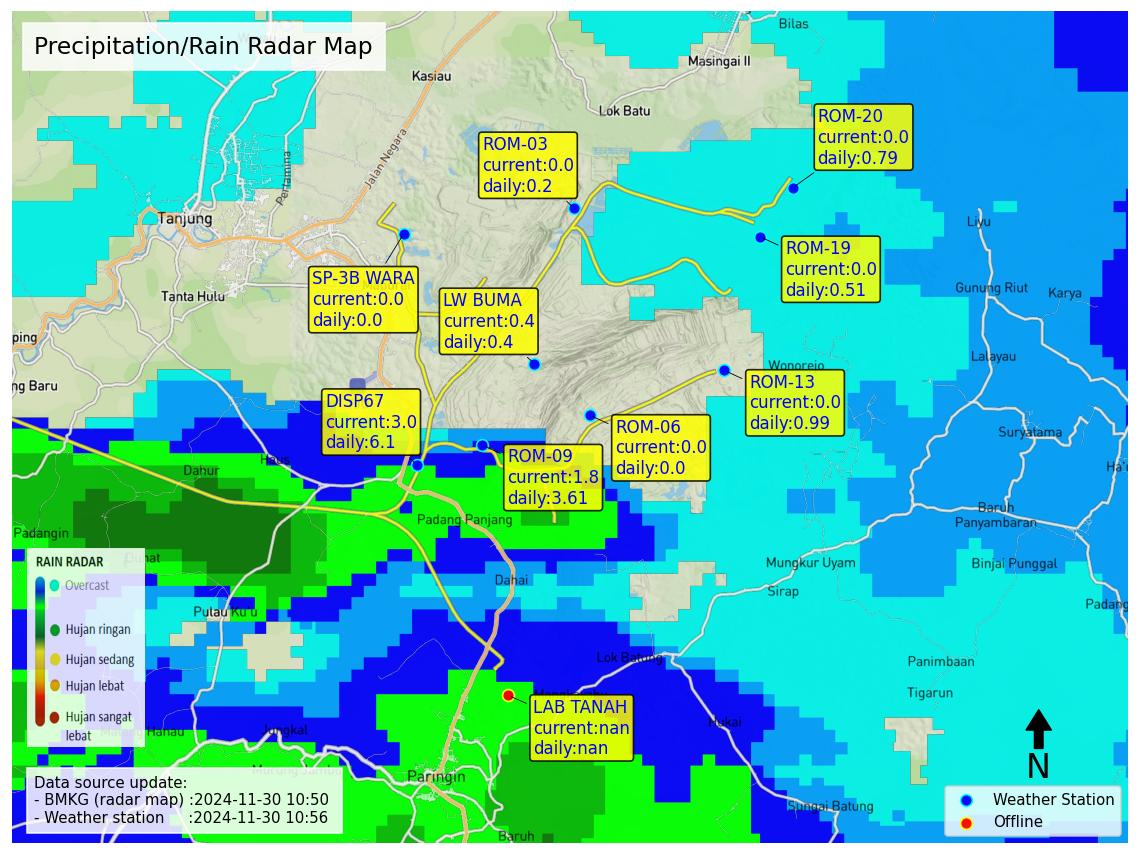 Precipitation/Rain Radar Map
Bilas
Masingai II
Kasiau
Lok Batu
Jalan Negara
Tanjung
Tanta Hulu
ROM-20
current:0.0
daily:0.79
ROM-03
current:0.0
daily:0.2
ROM-19
current:0.0
daily:0.51
SP-3B WARA
current:0.0
daily:0.0
LW BUMA
current:0.4
daily:0.4
Liyu
Gunung Riut
Karya
Lalayau
Wonorejo
ping
ng Baru
ROM-13
current:0.0
daily:0.99
DISP67
current:3.0
daily:6.1
ROM-06
current:0.0
daily:0.0
ROM-09
current:1.8
daily:3.61
Suryatama
Haus
Dahur
Padang Panjang
Baruh
Panyambaran
Padangin
Mungkur Uyam
Binjai Punggal
Dahai
Sirap
Padang
Pulau Ku'u
RAIN RADAR
Overcast
Hujan ringan
Hujan sedang
Hujan lebat
Hujan sangat
lebat
Lok Batung
Panimbaan
Tigarun
LAB TANAH
current:nan
daily:nan
Hukai
Jungkal
Paringin
Sungai Batung
Baruh
N
Data source update:
- BMKG (radar map) :2024-11-30 10:50
- Weather station :2024-11-30 10:56
Weather Station
Offline